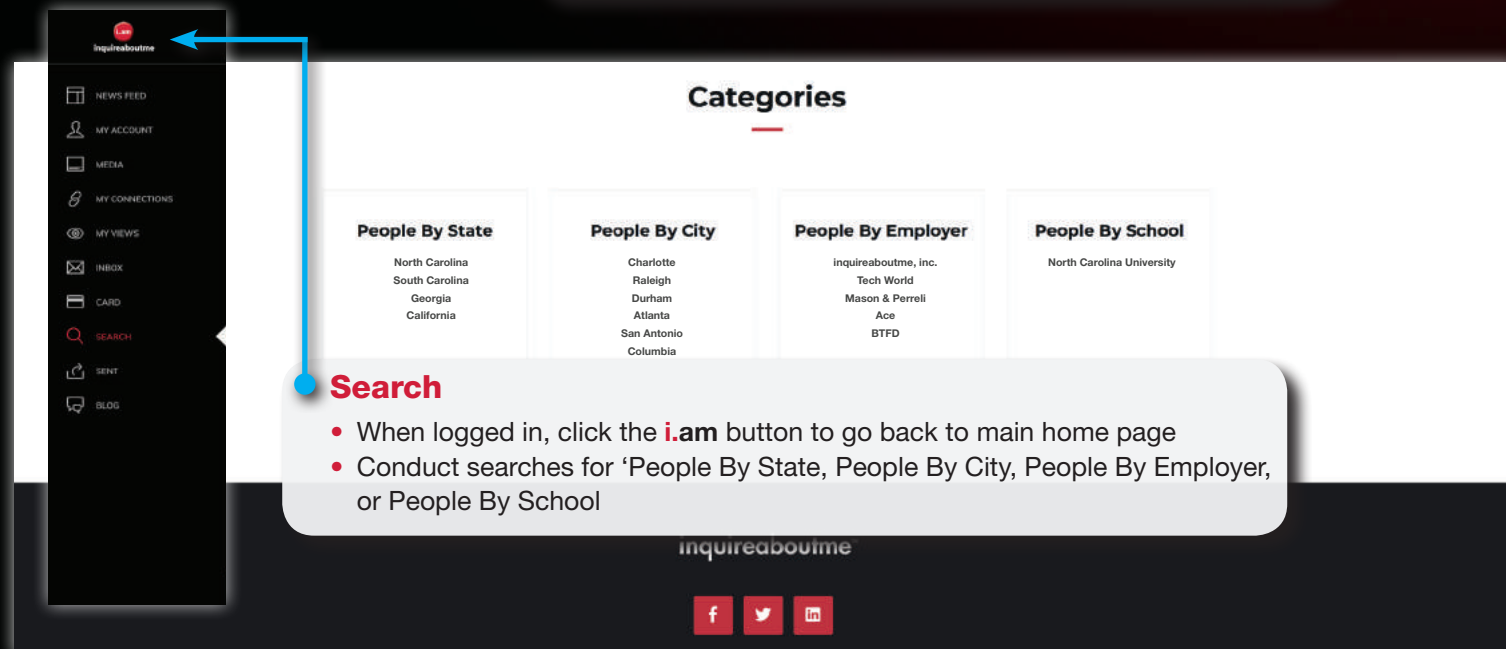 i.am
inquireaboutme
NEWS FEED
MY ACCOUNT
MEDIA
MY CONNECTIONS
MY VIEWS
INBOX
CARD
SEARCH
SENT
BLOG
Categories
People By State
North Carolina
South Carolina
Georgia
California
People By City
Charlotte
Raleigh
Durham
Atlanta
San Antonio
Columbia
People By Employer
inquireaboutme, inc.
Tech World
Mason & Perreli
Ace
BTFD
People By School
North Carolina University
Search
• When logged in, click the i.am button to go back to main home page
• Conduct searches for ‘People By State, People By City, People By Employer,
or People By School
inquireaboutme